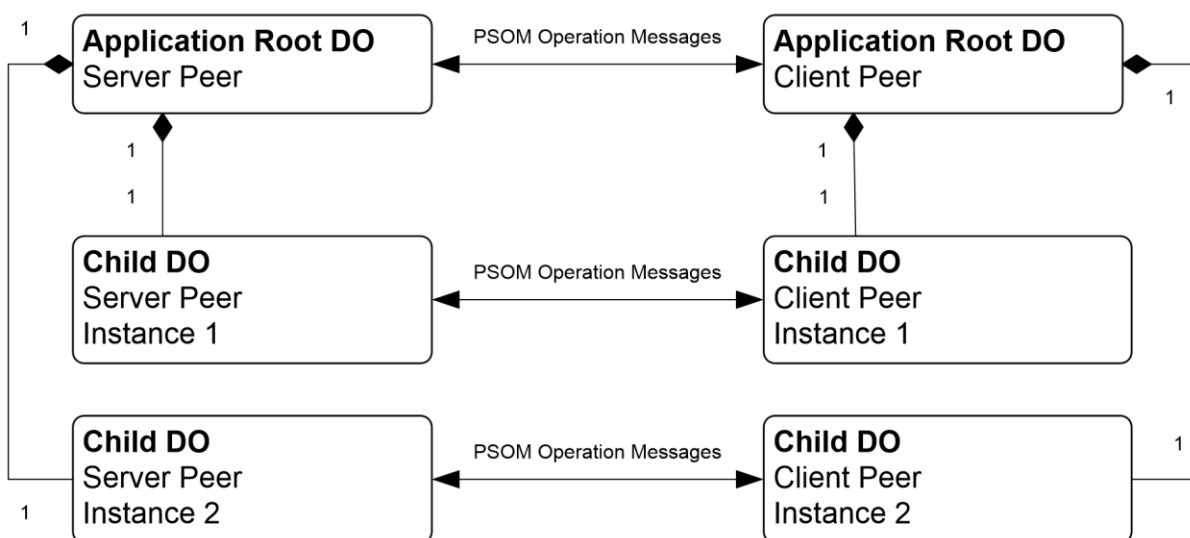 1
Application Root DO
Server Peer
PSOM Operation Messages
Application Root DO
Client Peer
1
1
1
1
1
Child DO
Server Peer
Instance 1
PSOM Operation Messages
Child DO
Client Peer
Instance 1
Child DO
Server Peer
Instance 2
PSOM Operation Messages
Child DO
Client Peer
Instance 2
1
1